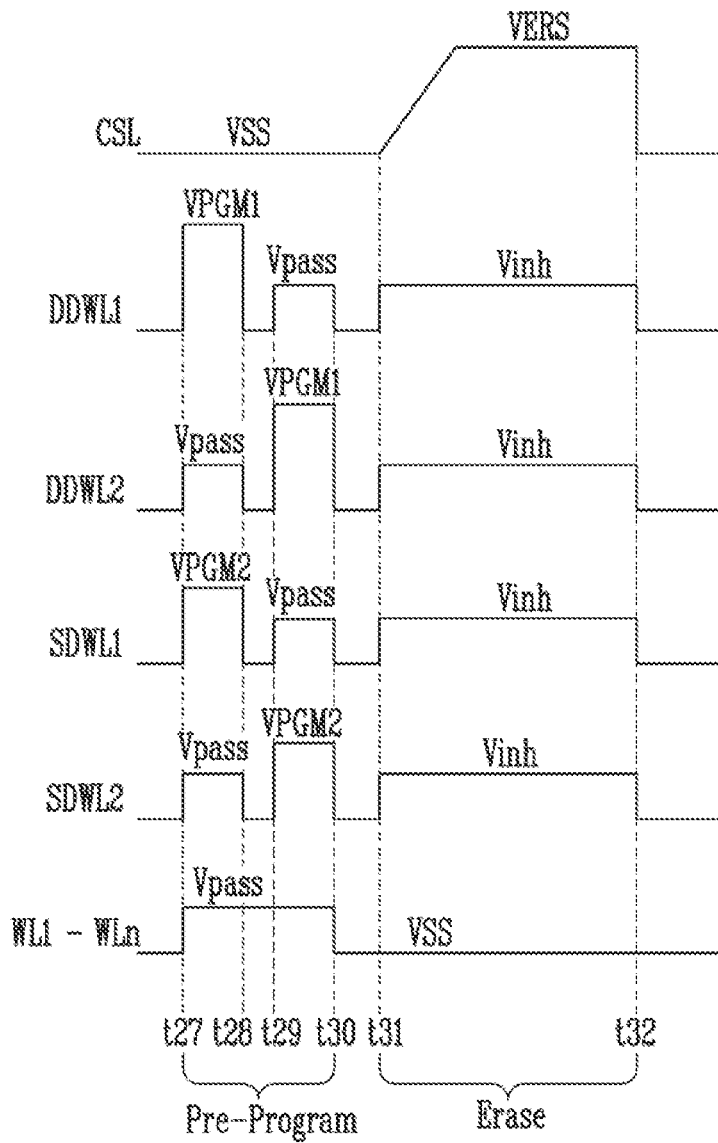 VERS
CSL VSS
VPGM1
Vpass Vinh
DDWL1
VPGM1
Vpass Vinh
DDWL2
VPGM2
Vpass Vinh
SDWL1
VPGM2
Vpass Vinh
SDWL2
Vpass
WL1 - WLn VSS
t27 t28 t29 t30 t31 t32
Pre-Program Erase